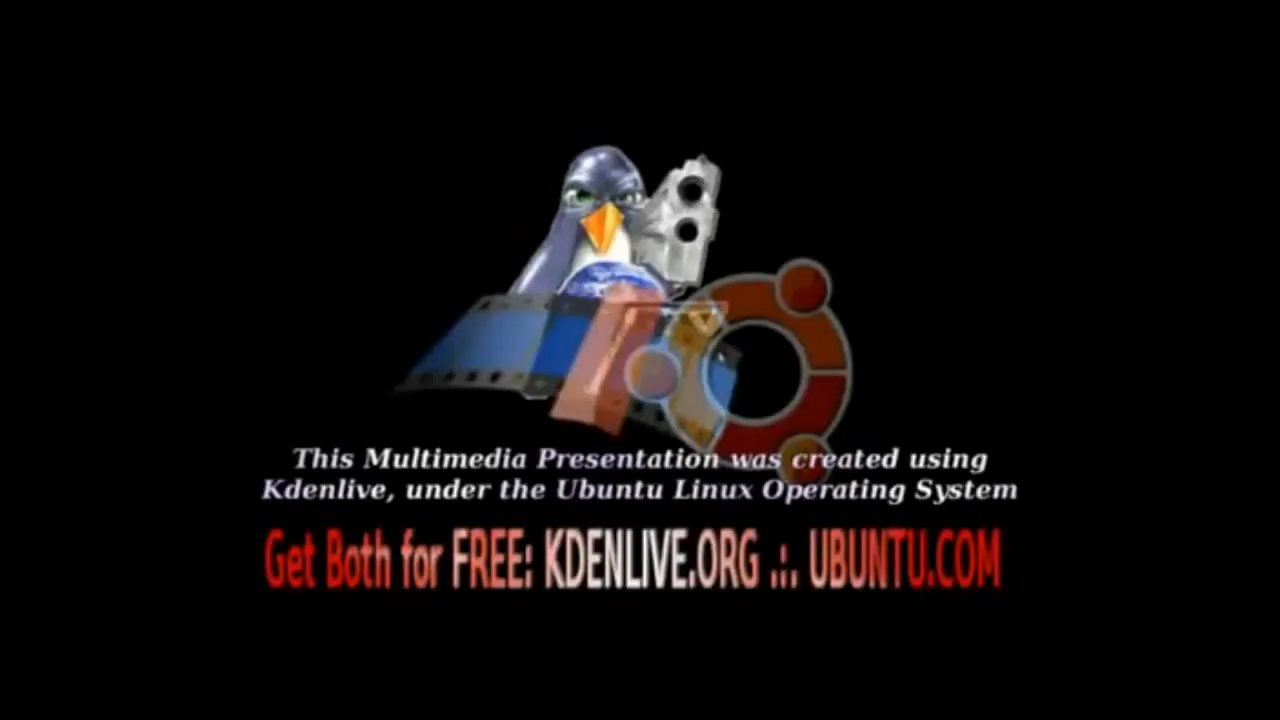 This Multimedia Presentation was created using
Kdenlive, under the Ubuntu Linux Operating System
Get Both for FREE: KDENLIVE.ORG .:. UBUNTU.COM